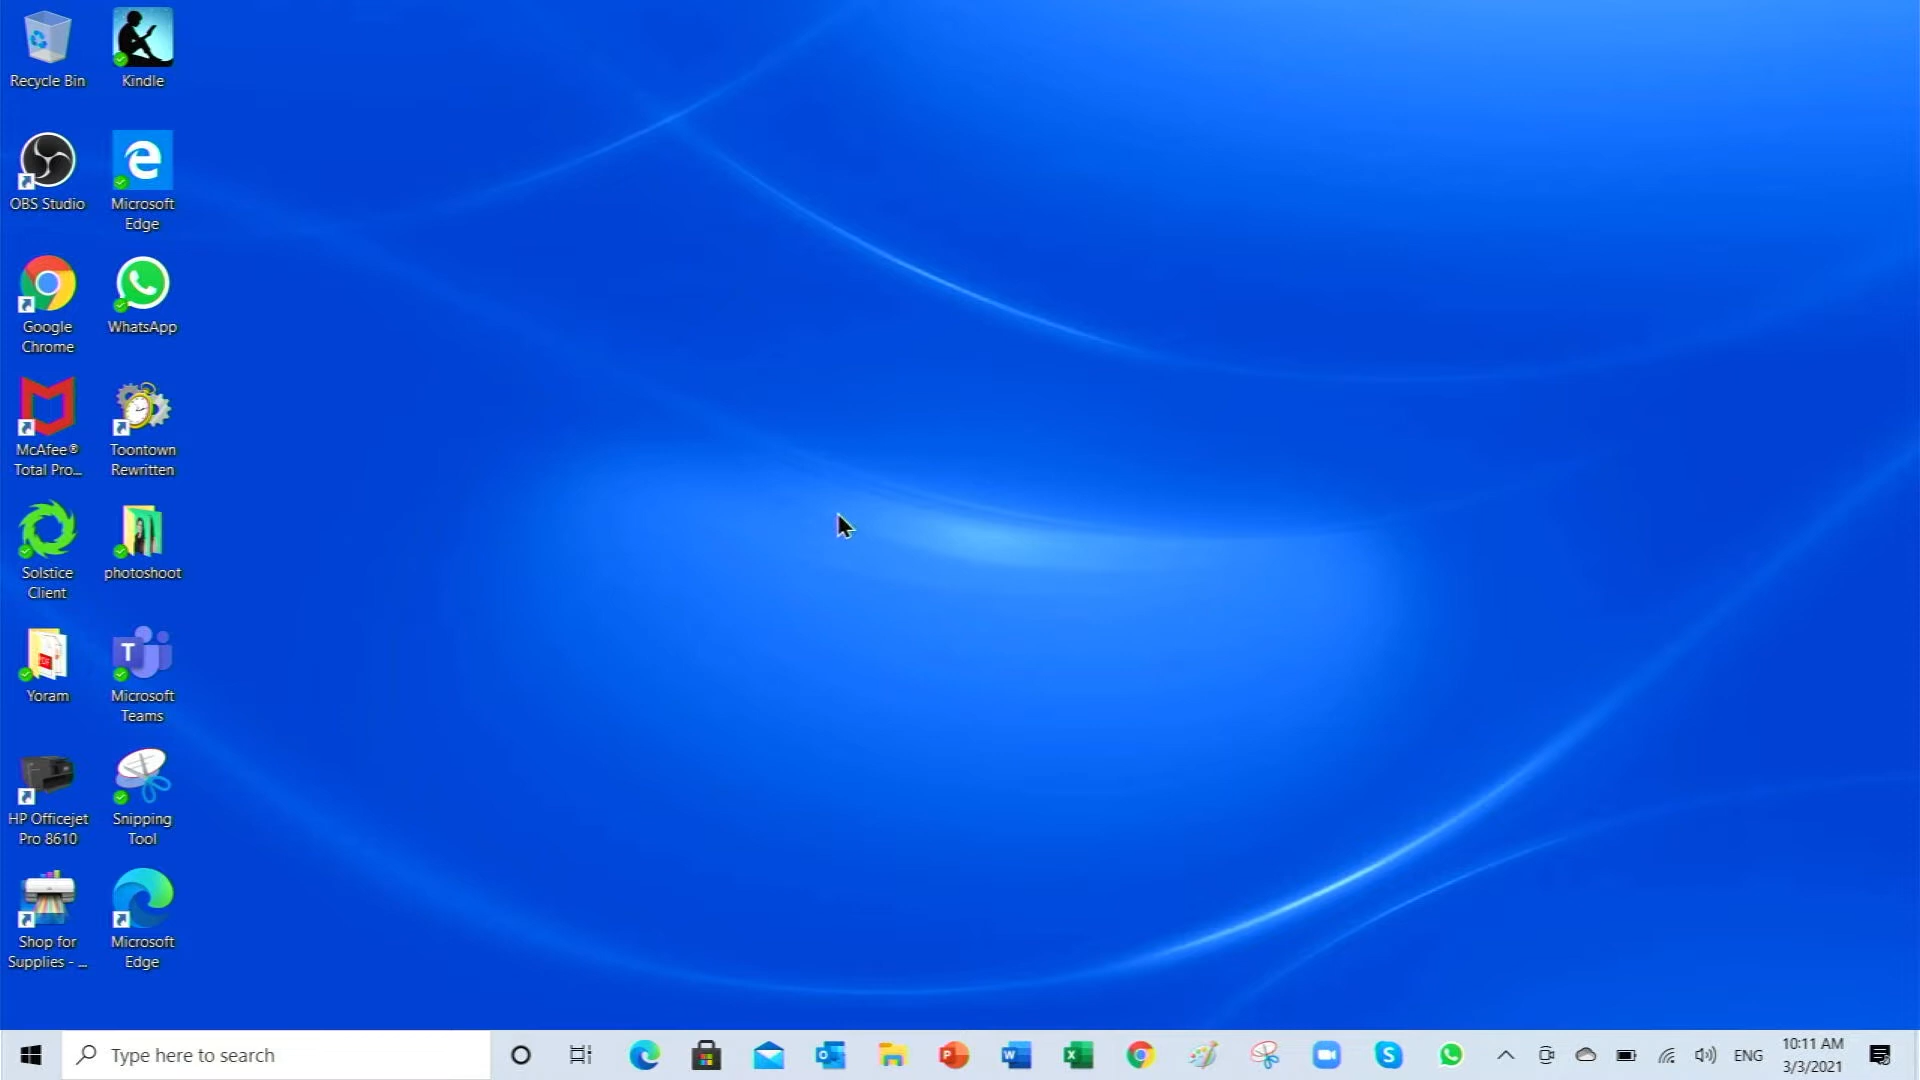 Recycle Bin
Kindle
OBS Studio
Microsoft
Edge
Google
Chrome
WhatsApp
McAfee®
Total Pro...
Toontown
Rewritten
Solstice
Client
photoshoot
Yoram
Microsoft
Teams
HP Officejet
Pro 8610
Snipping
Tool
Shop for
Supplies - ...
Microsoft
Edge
Type here to search
ENG
10:11 AM
3/3/2021